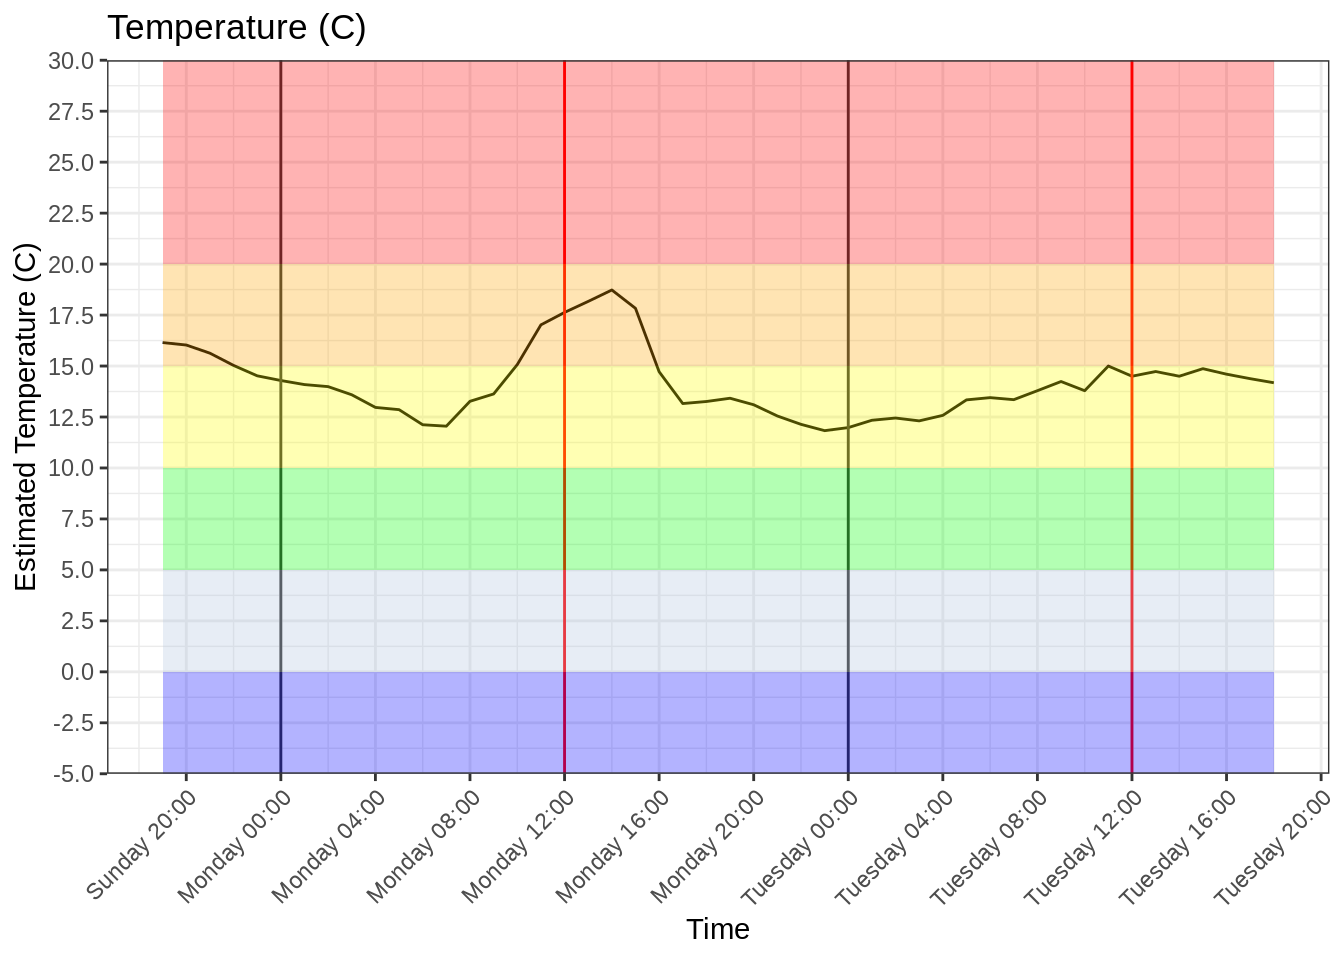 Temperature (C)
30.0
27.5
25.0
22.5
20.0
17.5
15.0
12.5
10.0
7.5
5.0
2.5
0.0
-2.5
-5.0
Estimated Temperature (C)
Sunday 20:00
Monday 00:00
Monday 04:00
Monday 08:00
Monday 12:00
Monday 16:00
Monday 20:00
Tuesday 00:00
Tuesday 04:00
Tuesday 08:00
Tuesday 12:00
Tuesday 16:00
Tuesday 20:00
Time